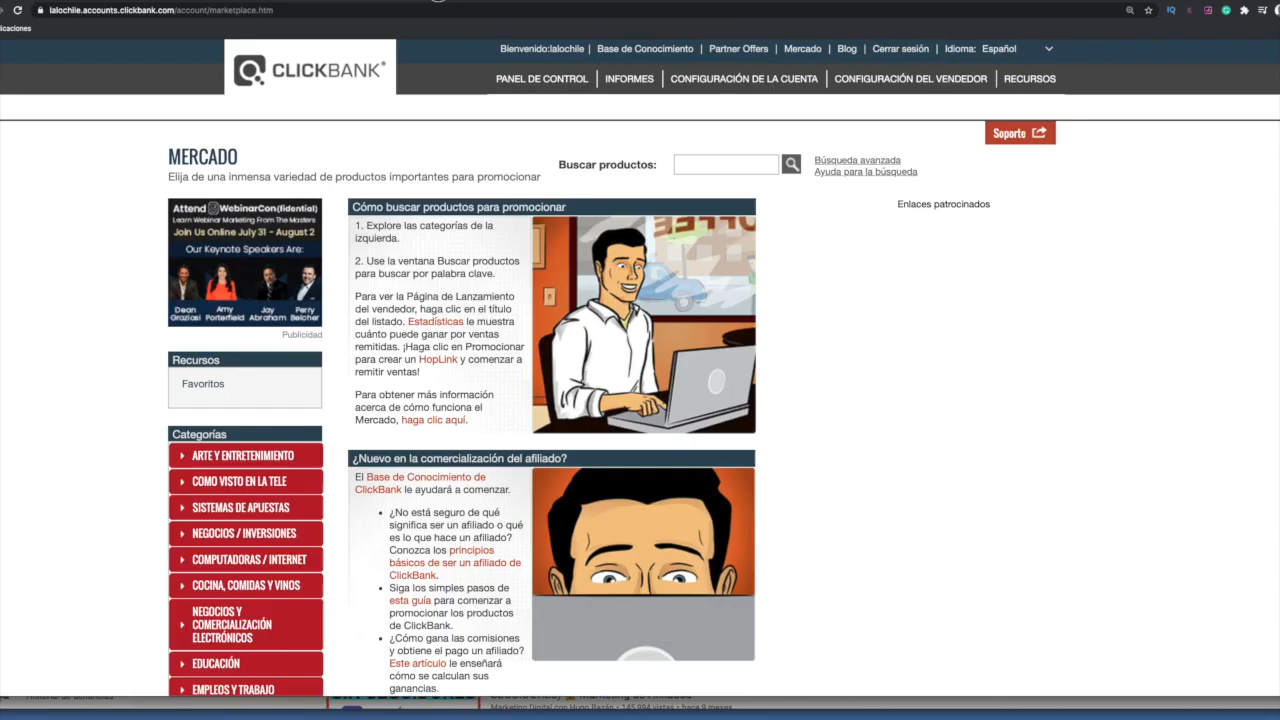 lalochile.accounts.clickbank.com/account/marketplace.htm
icaciones
Bienvenido:lalochile | Base de Conocimiento | Partner Offers | Mercado | Blog | Cerrar sesión | Idioma: Español
CLICKBANK®
PANEL DE CONTROL | INFORMES | CONFIGURACIÓN DE LA CUENTA | CONFIGURACIÓN DEL VENDEDOR | RECURSOS
Soporte
MERCADO
Elija de una inmensa variedad de productos importantes para promocionar
Buscar productos:
Búsqueda avanzada
Ayuda para la búsqueda
Attend WebinarCon(fidential)
Learn Webinar Marketing From The Masters
Join Us Online July 31 - August 2
Our Keynote Speakers Are:
Dean Graziosi
Amy Porterfield
Jay Abraham
Perry Belcher
Publicidad
Recursos
Favoritos
Categorías
ARTE Y ENTRETENIMIENTO
COMO VISTO EN LA TELE
SISTEMAS DE APUESTAS
NEGOCIOS / INVERSIONES
COMPUTADORAS / INTERNET
COCINA, COMIDAS Y VINOS
NEGOCIOS Y
COMERCIALIZACIÓN
ELECTRÓNICOS
EDUCACIÓN
EMPLEOS Y TRABAJO
Cómo buscar productos para promocionar
1. Explore las categorías de la
izquierda.
2. Use la ventana Buscar productos
para buscar por palabra clave.
Para ver la Página de Lanzamiento
del vendedor, haga clic en el título
del listado. Estadísticas le muestra
cuánto puede ganar por ventas
remitidas. ¡Haga clic en Promocionar
para crear un HopLink y comenzar a
remitir ventas!
Para obtener más información
acerca de cómo funciona el
Mercado, haga clic aquí.
¿Nuevo en la comercialización del afiliado?
El Base de Conocimiento de
ClickBank le ayudará a comenzar.
• ¿No está seguro de qué
significa ser un afiliado o qué
es lo que hace un afiliado?
Conozca los principios
básicos de ser un afiliado de
ClickBank.
• Siga los simples pasos de
esta guía para comenzar a
promocionar los productos
de ClickBank.
• ¿Cómo gana las comisiones
y obtiene el pago un afiliado?
Este artículo le enseñará
cómo se calculan sus
ganancias.
Enlaces patrocinados
Marketing Digital con Hugo Bazán • 145.994 vistas • hace 9 meses